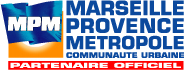 MPM
MARSEILLE
PROVENCE
METROPOLE
COMMUNAUTE URBAINE
PARTENAIRE OFFICIEL